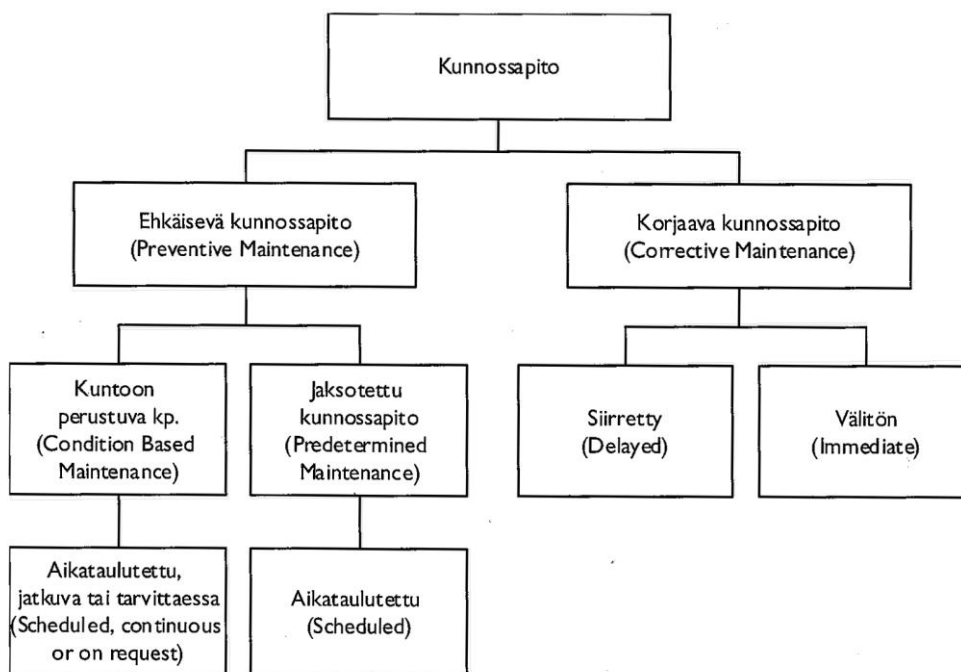 Kunnossapito
Ehkäisevä kunnossapito
(Preventive Maintenance)
Korjaava kunnossapito
(Corrective Maintenance)
Kuntoon
perustuva kp.
(Condition Based
Maintenance)
Jaksotettu
kunnossapito
(Predetermined
Maintenance)
Siirretty
(Delayed)
Välitön
(Immediate)
Aikataulutettu,
jatkuva tai tarvittaessa
(Scheduled, continuous
or on request)
Aikataulutettu
(Scheduled)